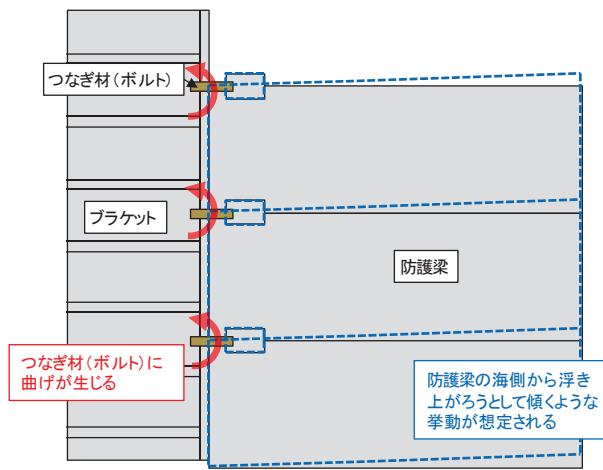 つなぎ材（ボルト）
ブラケット
防護梁
つなぎ材（ボルト）に
曲げが生じる
防護梁の海側から浮き
上がろうとして傾くような
挙動が想定される